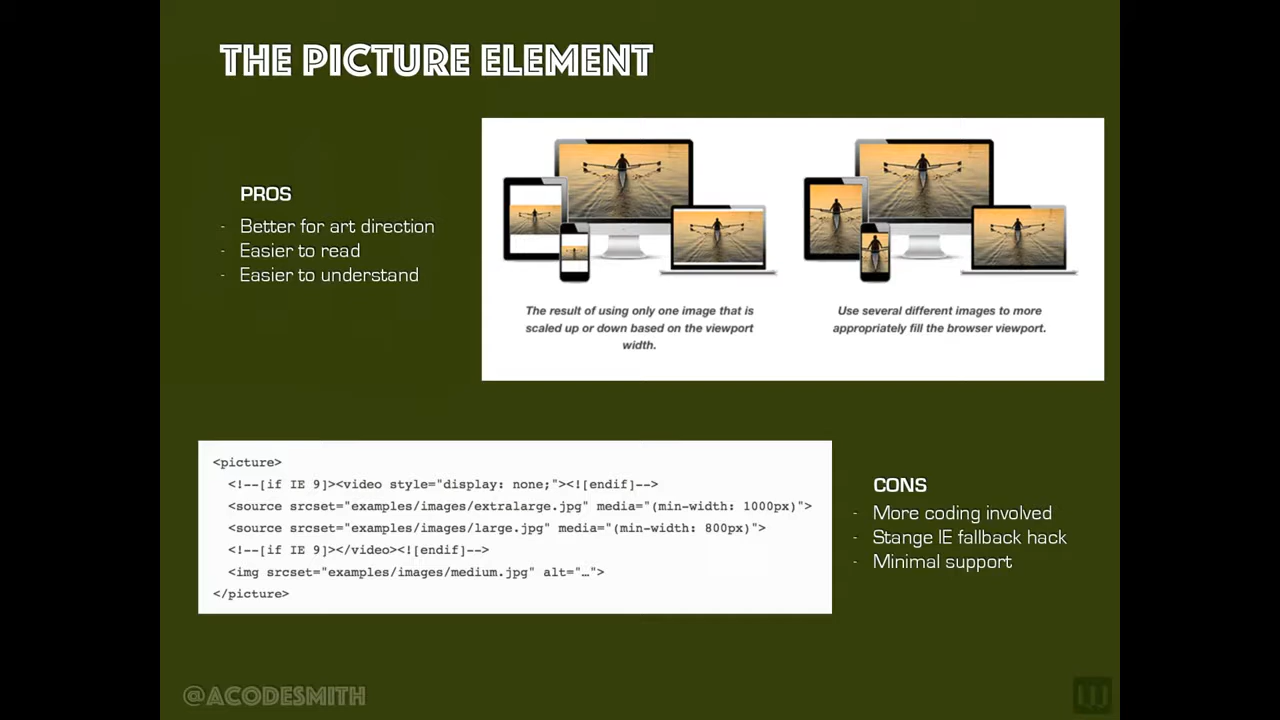 THE PICTURE ELEMENT
PROS
- Better for art direction
- Easier to read
- Easier to understand
The result of using only one image that is
scaled up or down based on the viewport
width.
Use several different images to more
appropriately fill the browser viewport.
<picture>
<!--[if IE 9]><video style="display: none;"><![endif]-->
<source srcset="examples/images/extralarge.jpg" media="(min-width: 1000px)">
<source srcset="examples/images/large.jpg" media="(min-width: 800px)">
<!--[if IE 9]></video><![endif]-->
<img srcset="examples/images/medium.jpg" alt="…">
</picture>
CONS
- More coding involved
- Stange IE fallback hack
- Minimal support
@ACODESMITH